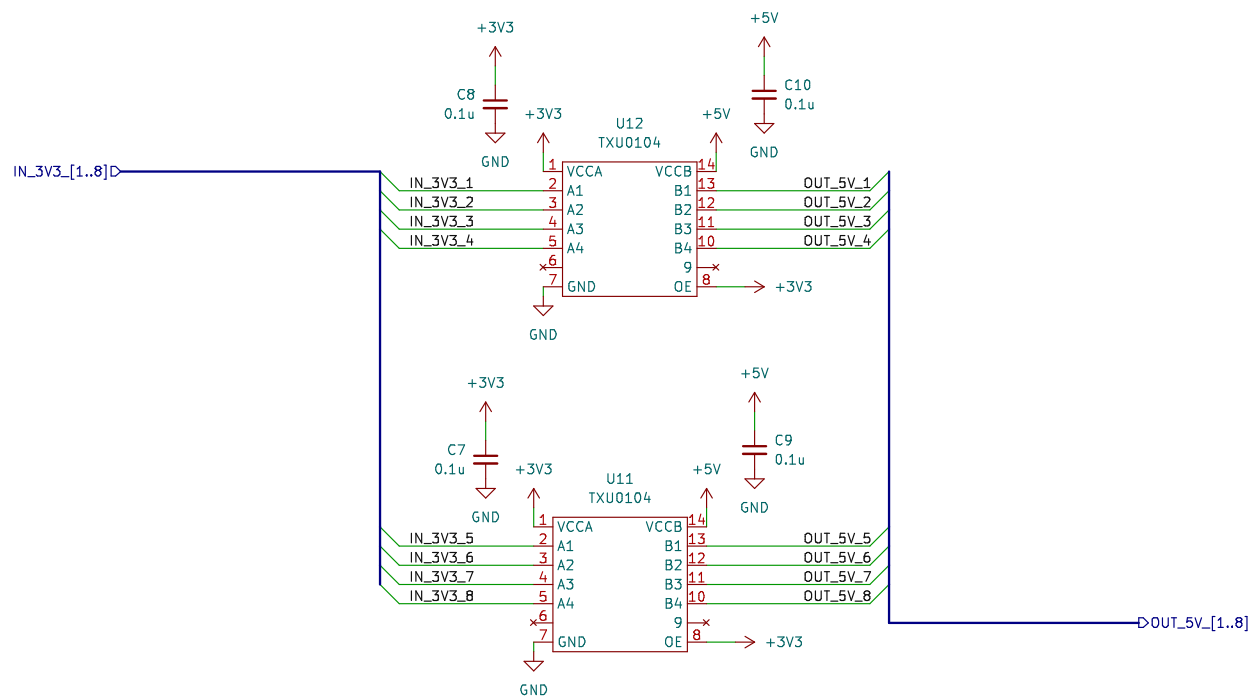 +5V
+3V3
C8
0.1u
C10
0.1u
+3V3
+5V
U12
TXU0104
GND
GND
IN_3V3_[1..8]
1 VCCA VCCB 14
IN_3V3_1 2 A1 B1 13 OUT_5V_1
IN_3V3_2 3 A2 B2 12 OUT_5V_2
IN_3V3_3 4 A3 B3 11 OUT_5V_3
IN_3V3_4 5 A4 B4 10 OUT_5V_4
6 9
7 GND OE 8 +3V3
GND
+5V
+3V3
C7
0.1u
C9
0.1u
+3V3
+5V
U11
TXU0104
GND
GND
1 VCCA VCCB 14
IN_3V3_5 2 A1 B1 13 OUT_5V_5
IN_3V3_6 3 A2 B2 12 OUT_5V_6
IN_3V3_7 4 A3 B3 11 OUT_5V_7
IN_3V3_8 5 A4 B4 10 OUT_5V_8
6 9
OUT_5V_[1..8]
7 GND OE 8 +3V3
GND